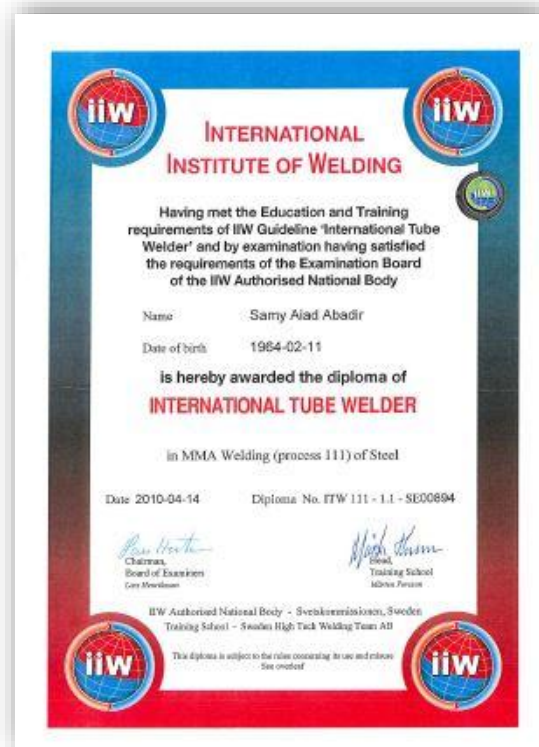 iiw
iiw
INTERNATIONAL
INSTITUTE OF WELDING
Having met the Education and Training
requirements of IIW Guideline 'International Tube
Welder' and by examination having satisfied
the requirements of the Examination Board
of the IIW Authorised National Body
Name Samy Aiad Abadir
Date of birth 1964-02-11
is hereby awarded the diploma of
INTERNATIONAL TUBE WELDER
in MMA Welding (process 111) of Steel
Date 2010-04-14 Diploma No. ITW 111 - 1.1 - SE00894
Chairman, Head,
Board of Examiners Training School
IIW Authorised National Body - Svetskommissionen, Sweden
Training School - Sweden High Tech Welding Team AB
This diploma is subject to the rules concerning its use and misuse
See overleaf
iiw
iiw